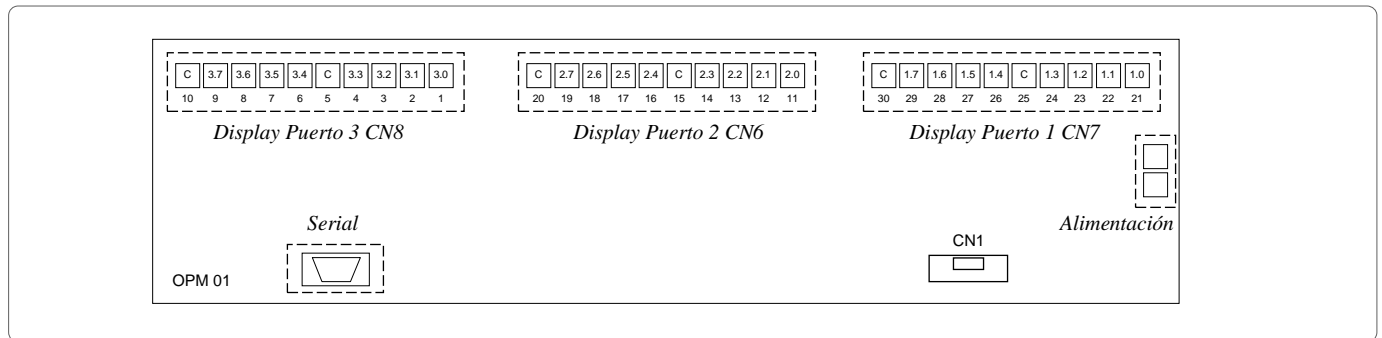 C 3.7 3.6 3.5 3.4 C 3.3 3.2 3.1 3.0
10 9 8 7 6 5 4 3 2 1
Display Puerto 3 CN8
C 2.7 2.6 2.5 2.4 C 2.3 2.2 2.1 2.0
20 19 18 17 16 15 14 13 12 11
Display Puerto 2 CN6
C 1.7 1.6 1.5 1.4 C 1.3 1.2 1.1 1.0
30 29 28 27 26 25 24 23 22 21
Display Puerto 1 CN7
Alimentación
Serial
CN1
OPM 01